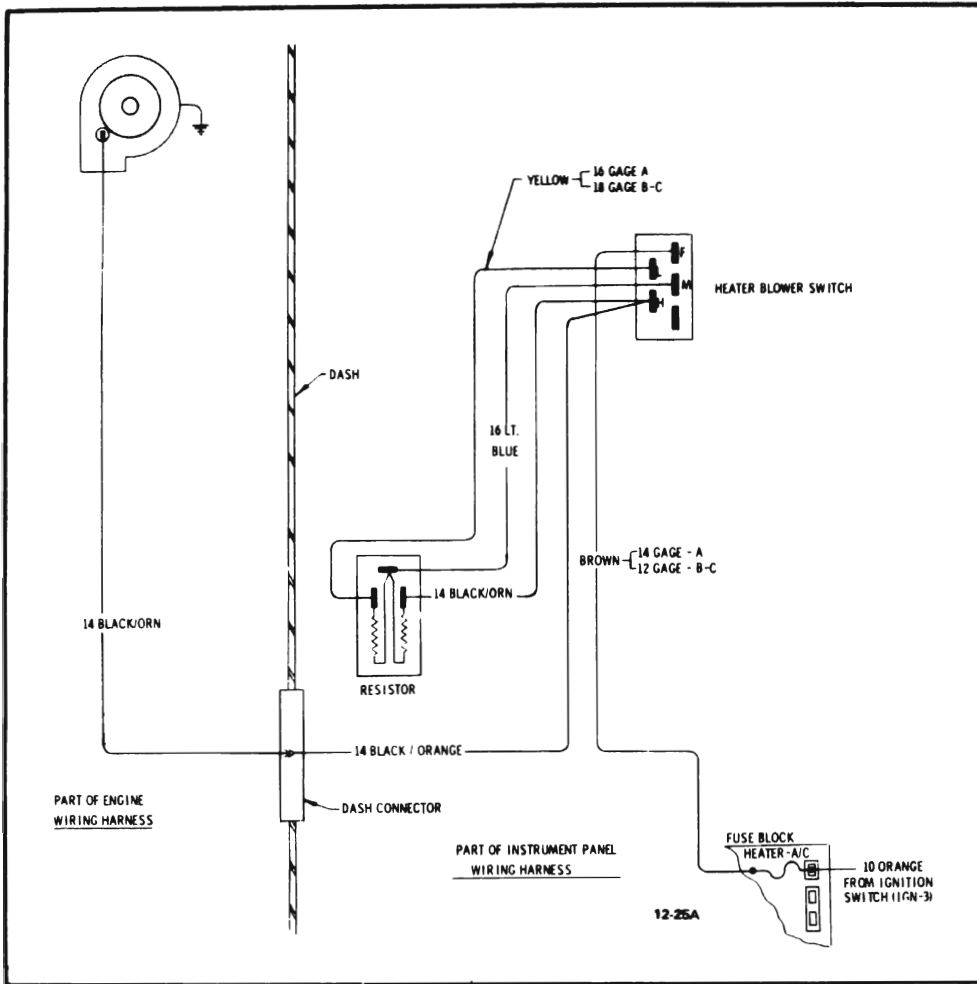 YELLOW
16 GAGE A
18 GAGE B-C
F
L
M
H
HEATER BLOWER SWITCH
DASH
16 LT.
BLUE
BROWN
14 GAGE - A
12 GAGE - B-C
14 BLACK/ORN
14 BLACK/ORN
RESISTOR
14 BLACK / ORANGE
PART OF ENGINE
WIRING HARNESS
DASH CONNECTOR
PART OF INSTRUMENT PANEL
WIRING HARNESS
FUSE BLOCK
HEATER-A/C
10 ORANGE
FROM IGNITION
SWITCH (IGN-3)
12-25A